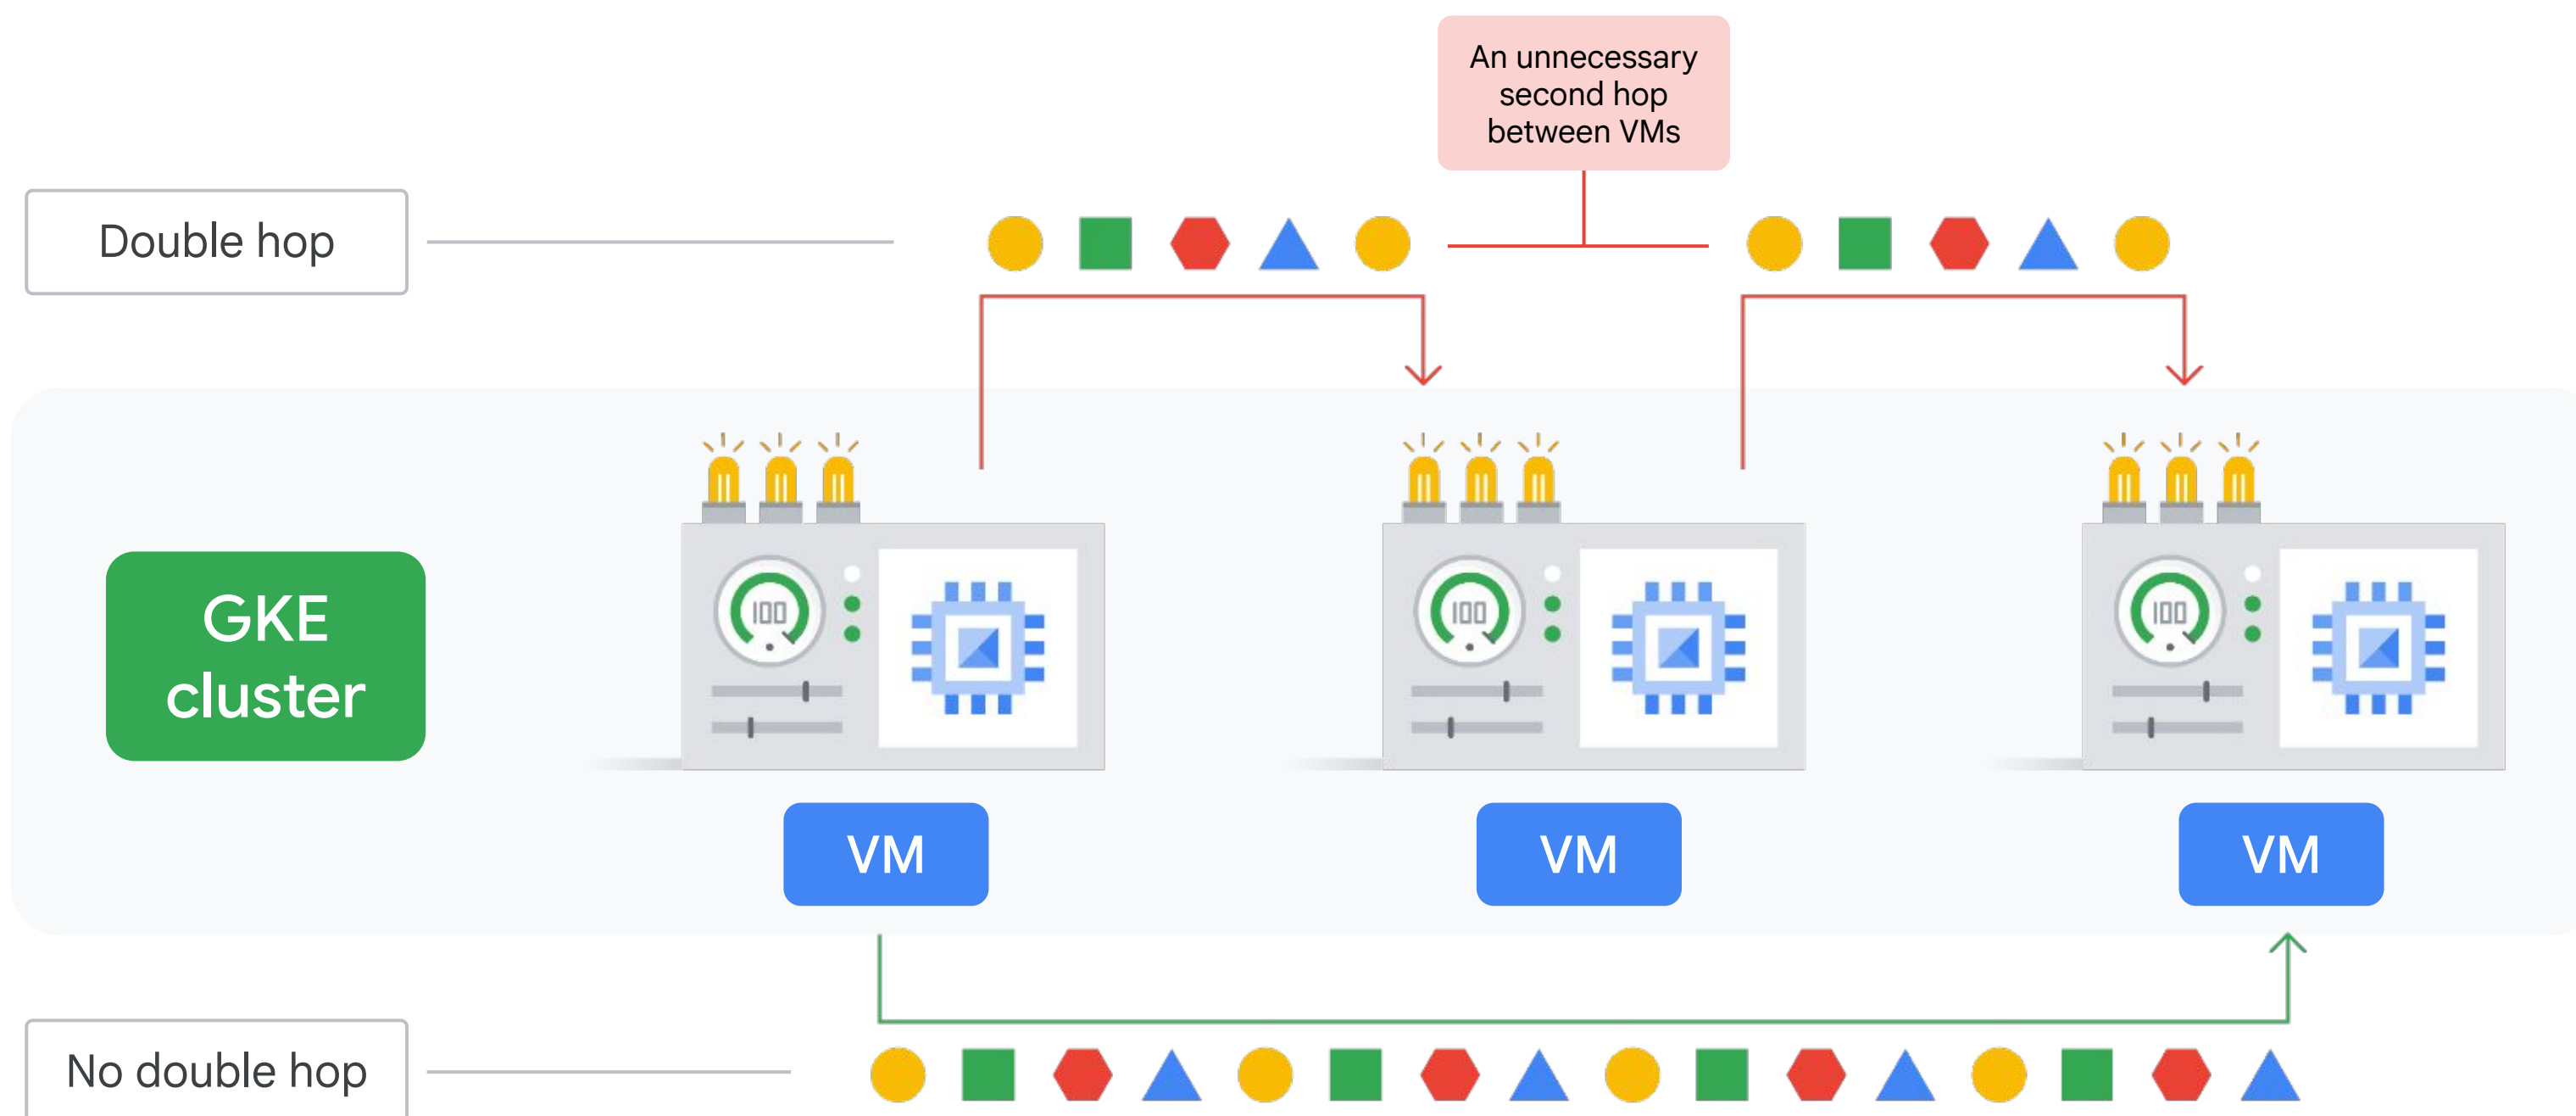 An unnecessary
second hop
between VMs
Double hop
GKE
cluster
100
100
100
VM
VM
VM
No double hop